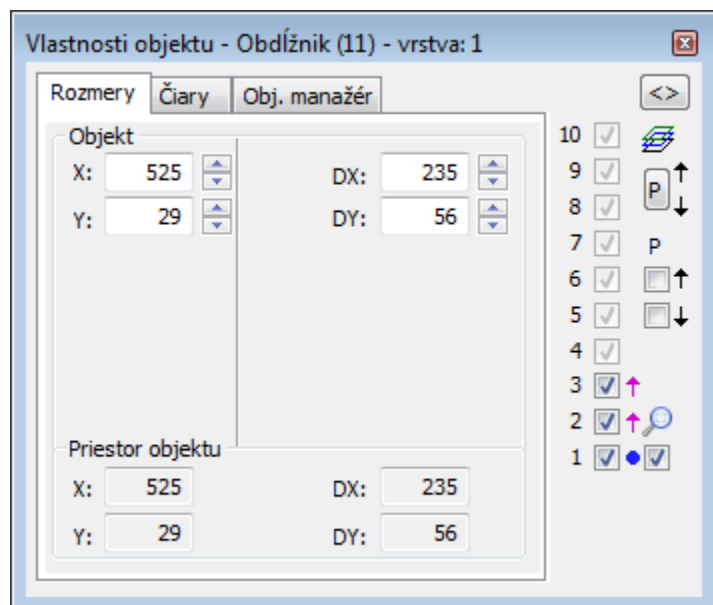 Vlastnosti objektu - Obdĺžnik (11) - vrstva: 1
Rozmery Čiary Obj. manažér <>
Objekt
10
X: 525 DX: 235
9 P
Y: 29 DY: 56
8
7 P
6
5
4
3
2
Priestor objektu
1
X: 525 DX: 235
Y: 29 DY: 56